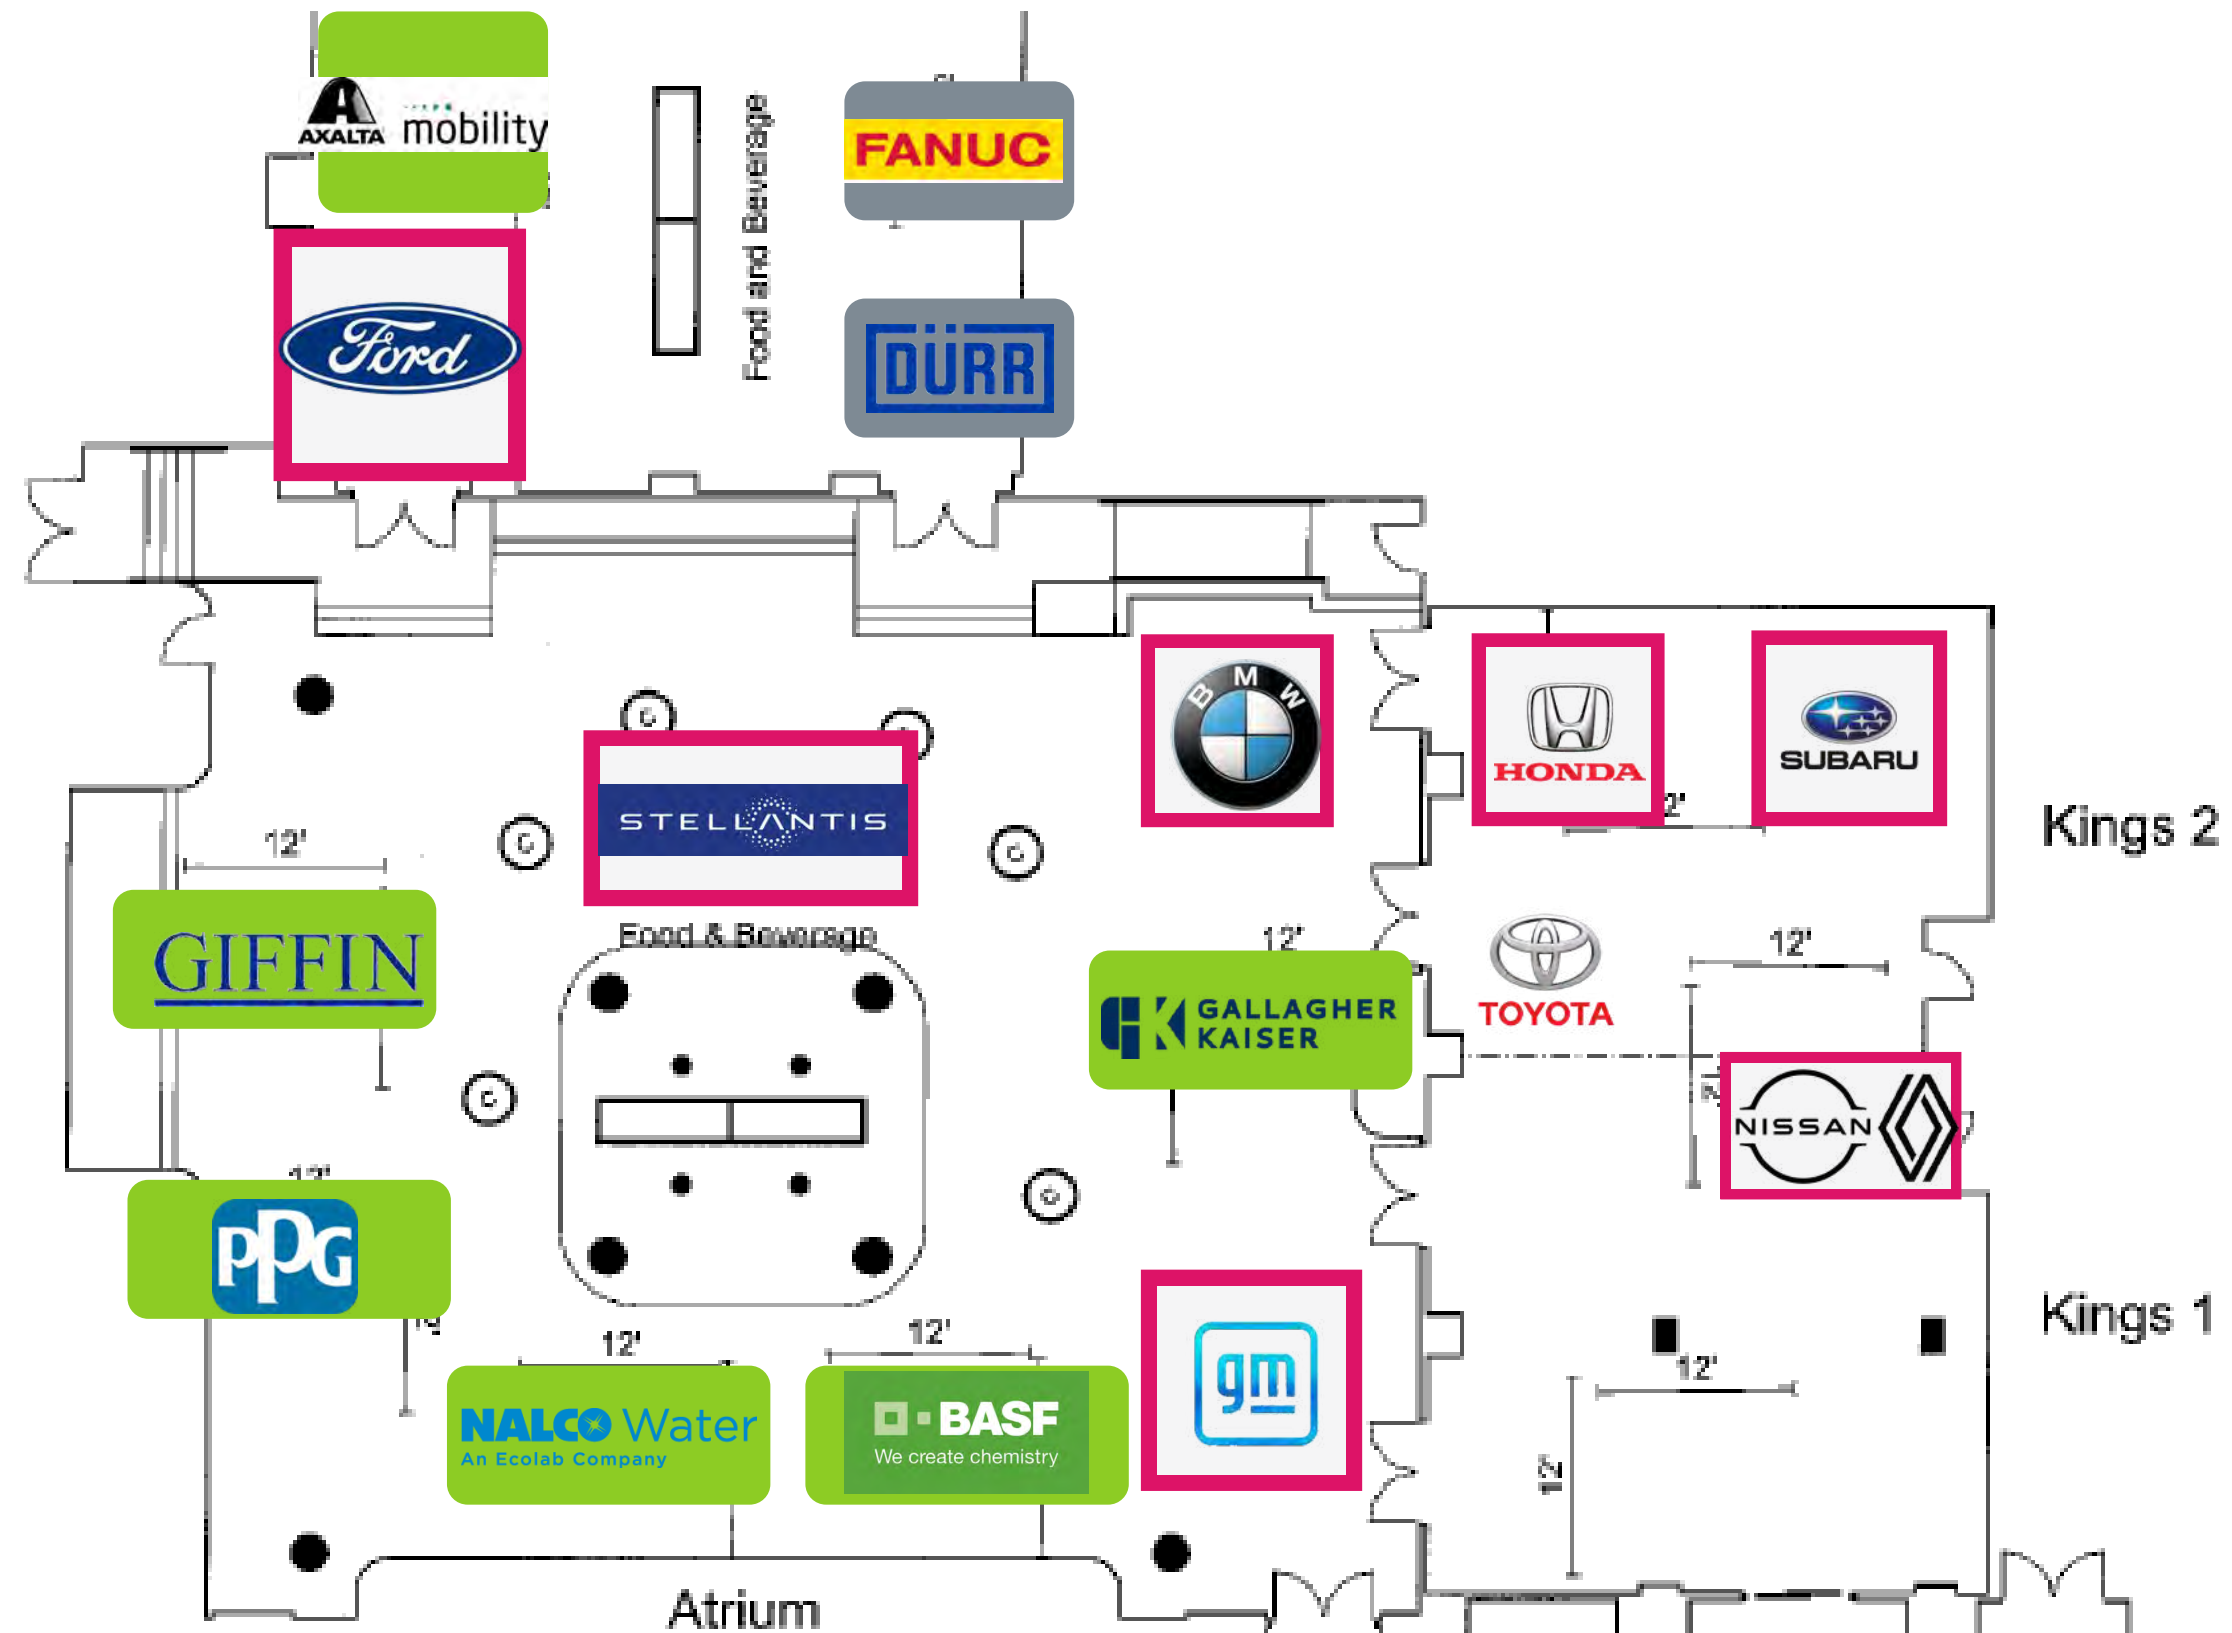 AXALTA mobility
FANUC
Food and Beverage
Ford
DÜRR
BMW
HONDA
SUBARU
STELLANTIS
Kings 2
12'
2'
GIFFIN
Food & Beverage
12'
GALLAGHER
KAISER
TOYOTA
12'
C
C
C
C
C
NISSAN
PPG
12'
12'
gm
Kings 1
12'
NALCO Water
An Ecolab Company
BASF
We create chemistry
12'
Atrium